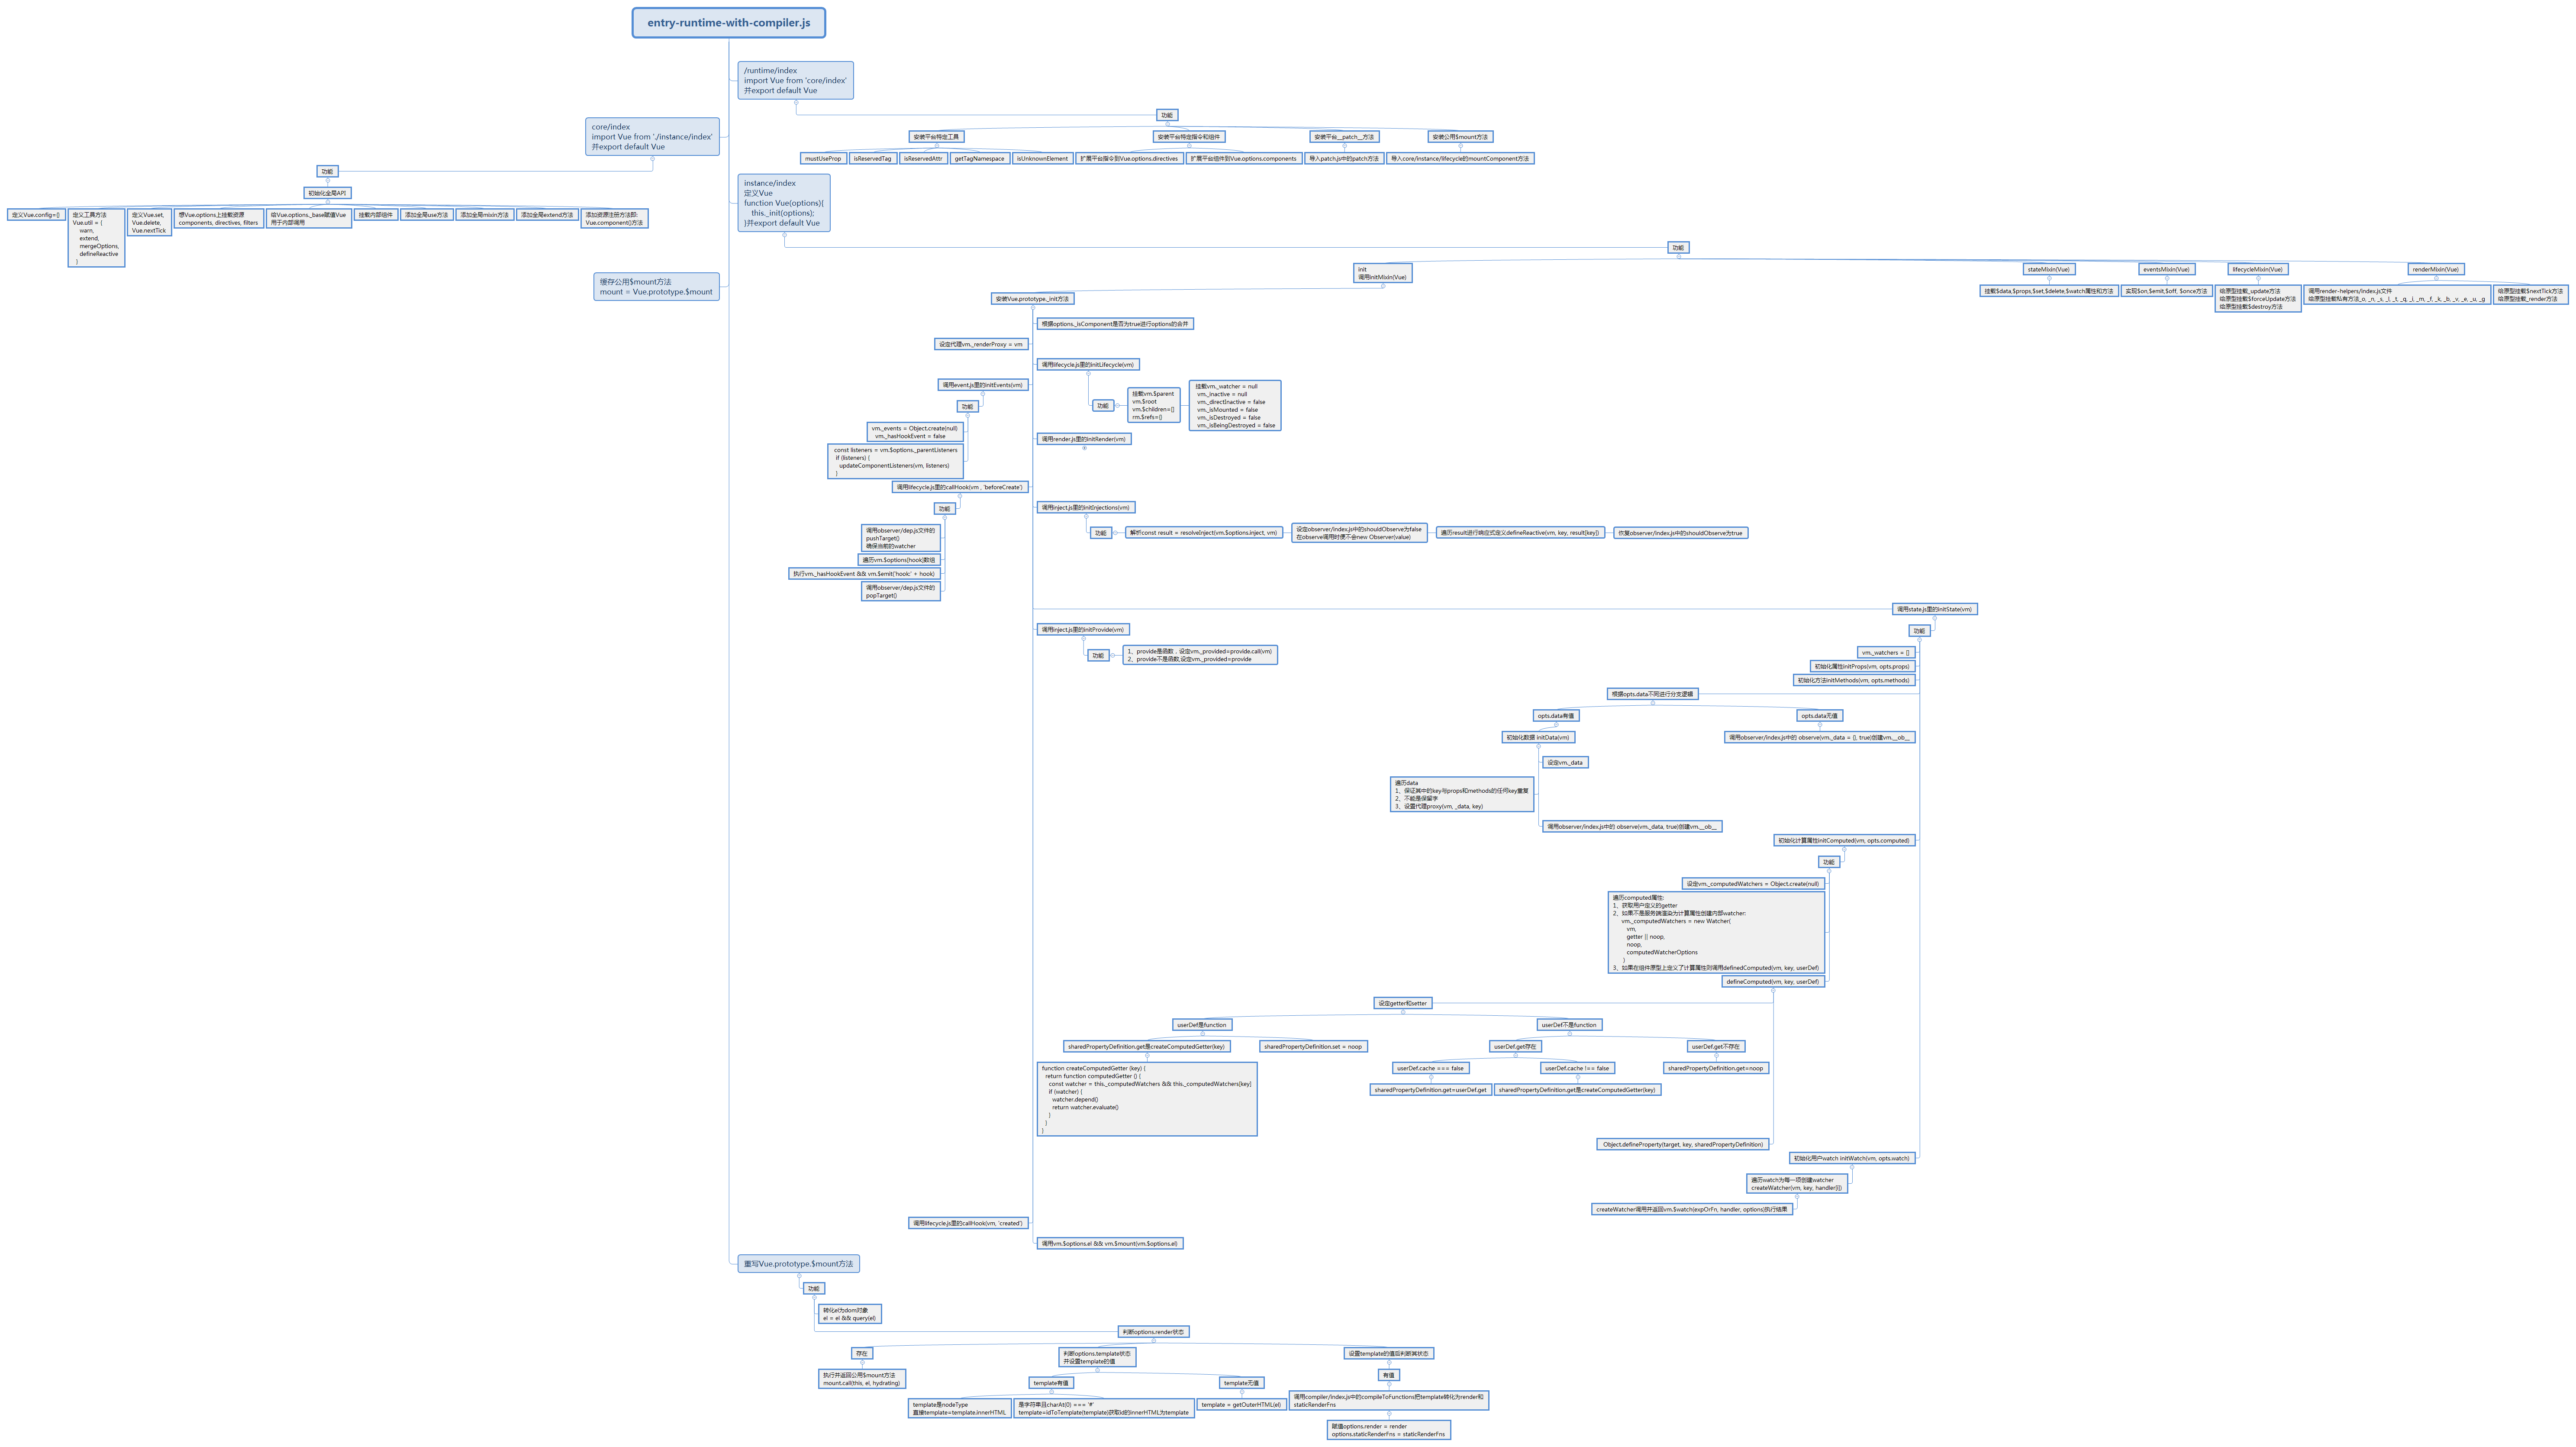 entry-runtime-with-compiler.js
/runtime/index
import Vue from 'core/index'
并export default Vue
功能
安装平台特定工具
mustUseProp
isReservedTag
isReservedAttr
getTagNamespace
isUnknownElement
安装平台特定指令和组件
扩展平台指令到Vue.options.directives
扩展平台组件到Vue.options.components
安装平台__patch__方法
导入patch.js中的patch方法
安装公用$mount方法
导入core/instance/lifecycle的mountComponent方法
core/index
import Vue from './instance/index'
并export default Vue
功能
初始化全局API
定义Vue.config={}
定义工具方法
Vue.util = {
warn,
extend,
mergeOptions,
defineReactive
}
定义Vue.set,
Vue.delete,
Vue.nextTick
想Vue.options上挂载资源
components, directives, filters
给Vue.options._base赋值Vue
用于内部调用
挂载内部组件
添加全局use方法
添加全局mixin方法
添加全局extend方法
添加资源注册方法即:
Vue.component()方法
instance/index
定义Vue
function Vue(options){
this._init(options);
}并export default Vue
功能
init
调用initMixin(Vue)
stateMixin(Vue)
挂载$data,$props,$set,$delete,$watch属性和方法
eventsMixin(Vue)
实现$on,$emit,$off, $once方法
lifecycleMixin(Vue)
给原型挂载_update方法
给原型挂载$forceUpdate方法
给原型挂载$destroy方法
renderMixin(Vue)
调用render-helpers/index.js文件
给原型挂载私有方法_o, _n, _s, _l, _t, _q, _i, _m, _f, _k, _b, _v, _e, _u, _g
给原型挂载$nextTick方法
给原型挂载_render方法
缓存公用$mount方法
mount = Vue.prototype.$mount
安装Vue.prototype._init方法
根据options._isComponent是否为true进行options的合并
设定代理vm._renderProxy = vm
调用lifecycle.js里的initLifecycle(vm)
功能
挂载vm.$parent
vm.$root
vm.$children=[]
rm.$refs={}
挂载vm._watcher = null
vm._inactive = null
vm._directInactive = false
vm._isMounted = false
vm._isDestroyed = false
vm._isBeingDestroyed = false
调用event.js里的initEvents(vm)
功能
vm._events = Object.create(null)
vm._hasHookEvent = false
const listeners = vm.$options._parentListeners
if (listeners) {
updateComponentListeners(vm, listeners)
}
调用render.js里的initRender(vm)
调用lifecycle.js里的callHook(vm , 'beforeCreate')
功能
调用observer/dep.js文件的
pushTarget()
确保当前的watcher
遍历vm.$options[hook]数组
执行vm._hasHookEvent && vm.$emit('hook:' + hook)
调用observer/dep.js文件的
popTarget()
调用inject.js里的initInjections(vm)
功能
解析const result = resolveInject(vm.$options.inject, vm)
设定observer/index.js中的shouldObserve为false
在observe调用时便不会new Observer(value)
遍历result进行响应式定义defineReactive(vm, key, result[key])
恢复observer/index.js中的shouldObserve为true
调用state.js里的initState(vm)
功能
vm._watchers = []
初始化属性initProps(vm, opts.props)
初始化方法initMethods(vm, opts.methods)
根据opts.data不同进行分支逻辑
opts.data有值
初始化数据 initData(vm)
设定vm._data
遍历data
1、保证其中的key与props和methods的任何key重复
2、不能是保留字
3、设置代理proxy(vm, _data, key)
调用observer/index.js中的 observe(vm._data, true)创建vm.__ob__
opts.data无值
调用observer/index.js中的 observe(vm._data = {}, true)创建vm.__ob__
初始化计算属性initComputed(vm, opts.computed)
功能
设定vm._computedWatchers = Object.create(null)
遍历computed属性:
1、获取用户定义的getter
2、如果不是服务端渲染为计算属性创建内部watcher:
vm._computedWatchers = new Watcher(
vm,
getter || noop,
noop,
computedWatcherOptions
)
3、如果在组件原型上定义了计算属性则调用definedComputed(vm, key, userDef)
defineComputed(vm, key, userDef)
设定getter和setter
userDef是function
sharedPropertyDefinition.get是createComputedGetter(key)
function createComputedGetter (key) {
return function computedGetter () {
const watcher = this._computedWatchers && this._computedWatchers[key]
if (watcher) {
watcher.depend()
return watcher.evaluate()
}
}
}
sharedPropertyDefinition.set = noop
userDef不是function
userDef.get存在
userDef.cache === false
sharedPropertyDefinition.get=userDef.get
userDef.cache !== false
sharedPropertyDefinition.get是createComputedGetter(key)
userDef.get不存在
sharedPropertyDefinition.get=noop
Object.defineProperty(target, key, sharedPropertyDefinition)
初始化用户watch initWatch(vm, opts.watch)
遍历watch为每一项创建watcher
createWatcher(vm, key, handler[i])
createWatcher调用并返回vm.$watch(expOrFn, handler, options)执行结果
调用inject.js里的initProvide(vm)
功能
1、provide是函数，设定vm._provided=provide.call(vm)
2、provide不是函数,设定vm._provided=provide
调用lifecycle.js里的callHook(vm, 'created')
调用vm.$options.el && vm.$mount(vm.$options.el)
重写Vue.prototype.$mount方法
功能
转化el为dom对象
el = el && query(el)
判断options.render状态
存在
执行并返回公用$mount方法
mount.call(this, el, hydrating)
判断options.template状态
并设置template的值
template有值
template是nodeType
直接template=template.innerHTML
是字符串且charAt(0) === '#'
template=idToTemplate(template)获取id的innerHTML为template
template无值
template = getOuterHTML(el)
设置template的值后判断其状态
有值
调用compiler/index.js中的compileToFunctions把template转化为render和
staticRenderFns
赋值options.render = render
options.staticRenderFns = staticRenderFns